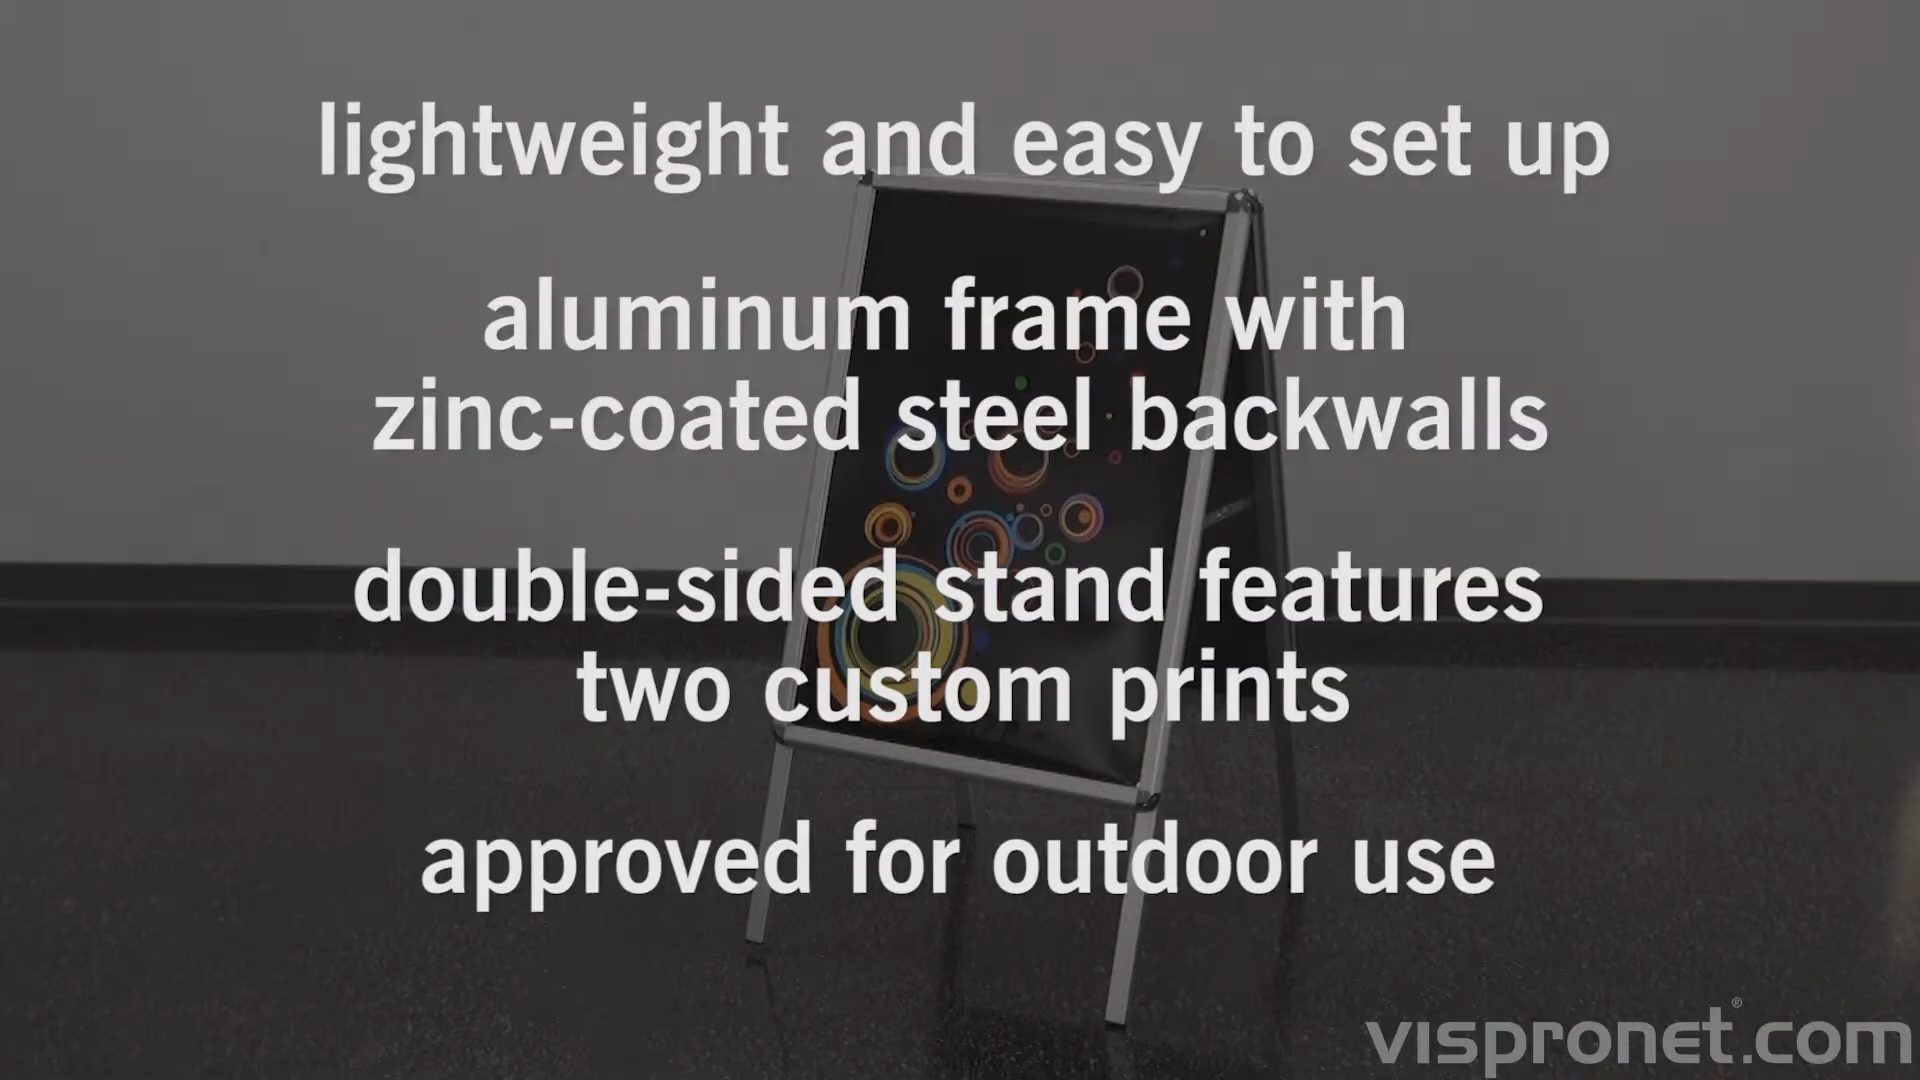 lightweight and easy to set up
aluminum frame with
zinc-coated steel backwalls
double-sided stand features
two custom prints
approved for outdoor use
vispronet®.com